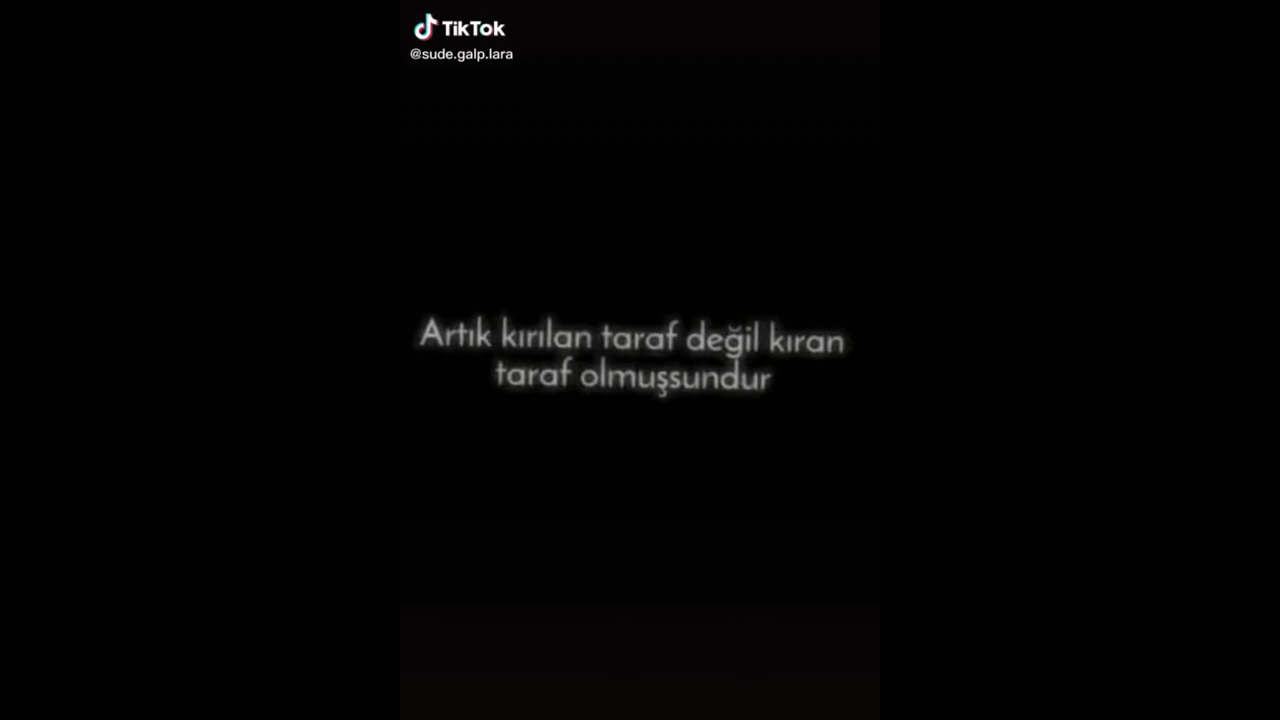 TikTok
@sude.galp.lara
Artık kırılan taraf değil kıran
taraf olmuşsundur